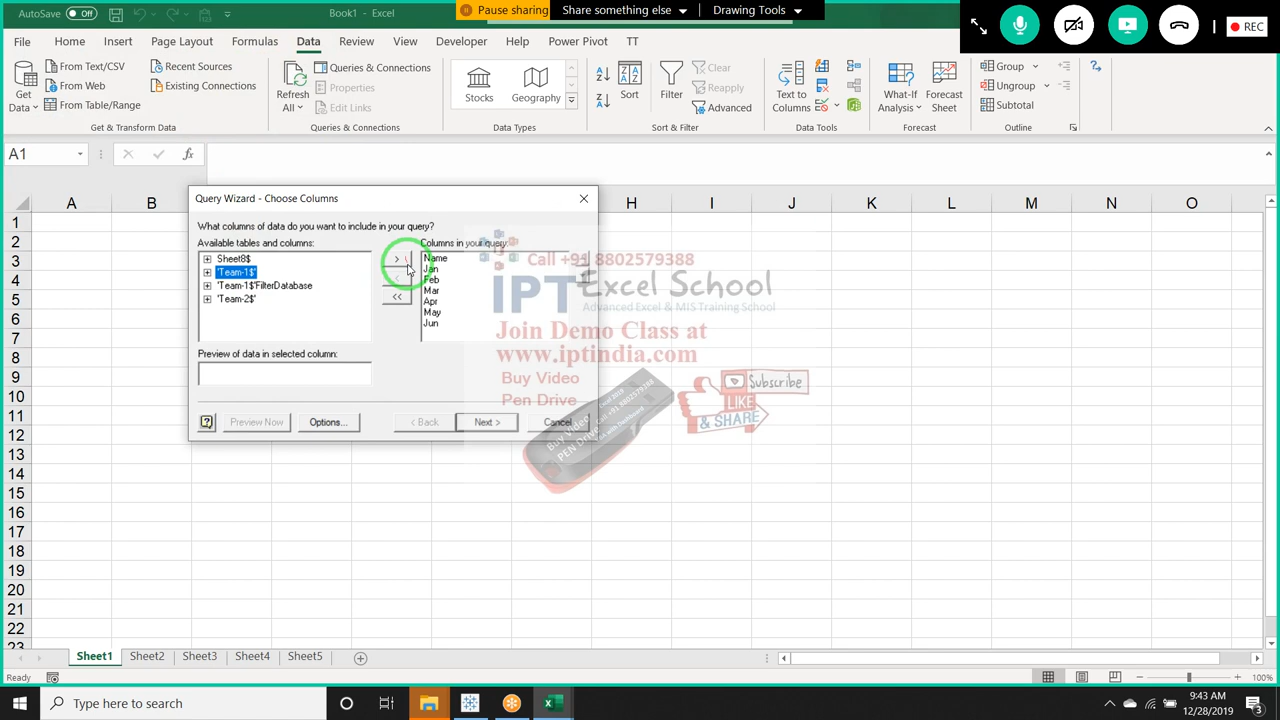 AutoSave Off Book1 - Excel
Pause sharing Share something else Drawing Tools
REC
File Home Insert Page Layout Formulas Data Review View Developer Help Power Pivot TT
Get Data
From Text/CSV
From Web
From Table/Range
Recent Sources
Existing Connections
Get & Transform Data
Refresh All
Queries & Connections
Properties
Edit Links
Queries & Connections
Stocks
Geography
Data Types
Sort
Filter
Clear
Reapply
Advanced
Sort & Filter
Text to Columns
Data Tools
What-If Analysis
Forecast Sheet
Forecast
Group
Ungroup
Subtotal
Outline
A1
fx
A B H I J K L M N O
1
2
3
4
5
6
7
8
9
10
11
12
13
14
15
16
17
18
19
20
21
22
23
Query Wizard - Choose Columns
What columns of data do you want to include in your query?
Available tables and columns:
Sheet8$
'Team-1$'
'Team-1$'FilterDatabase
'Team-2$'
>
<
<<
Columns in your query:
Name
Jan
Feb
Mar
Apr
May
Jun
Preview of data in selected column:
Preview Now Options... < Back Next > Cancel
Call +91 8802579388
IPT Excel School
Advanced Excel & MIS Training School
Join Demo Class at
www.iptindia.com
Buy Video
Pen Drive
Subscribe
LIKE
& SHARE
Buy Video Call +91 8802579388
PEN Drive
Sheet1 Sheet2 Sheet3 Sheet4 Sheet5
Ready
100%
Type here to search
9:43 AM
12/28/2019
3